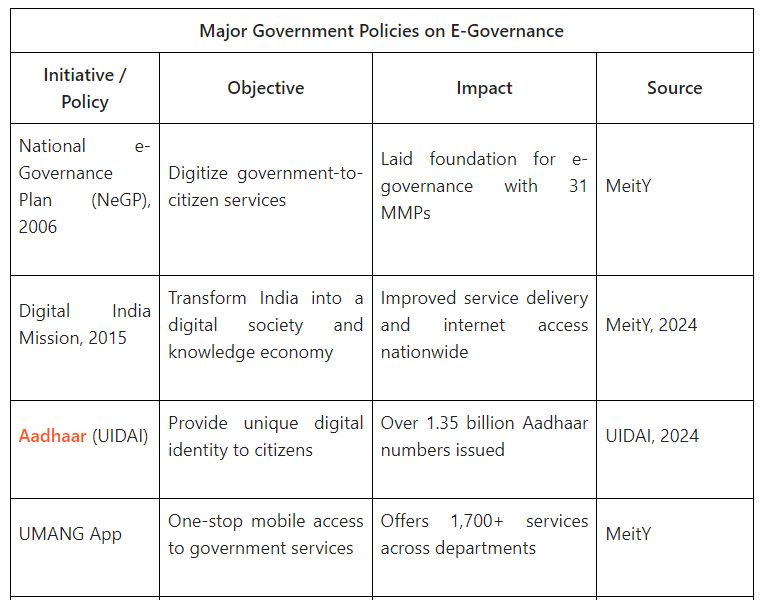 Major Government Policies on E-Governance
Initiative /
Policy
Objective
Impact
Source
National e-
Governance
Plan (NeGP),
2006
Digitize government-to-
citizen services
Laid foundation for e-
governance with 31
MMPs
MeitY
Digital India
Mission, 2015
Transform India into a
digital society and
knowledge economy
Improved service delivery
and internet access
nationwide
MeitY, 2024
Aadhaar (UIDAI)
Provide unique digital
identity to citizens
Over 1.35 billion Aadhaar
numbers issued
UIDAI, 2024
UMANG App
One-stop mobile access
to government services
Offers 1,700+ services
across departments
MeitY